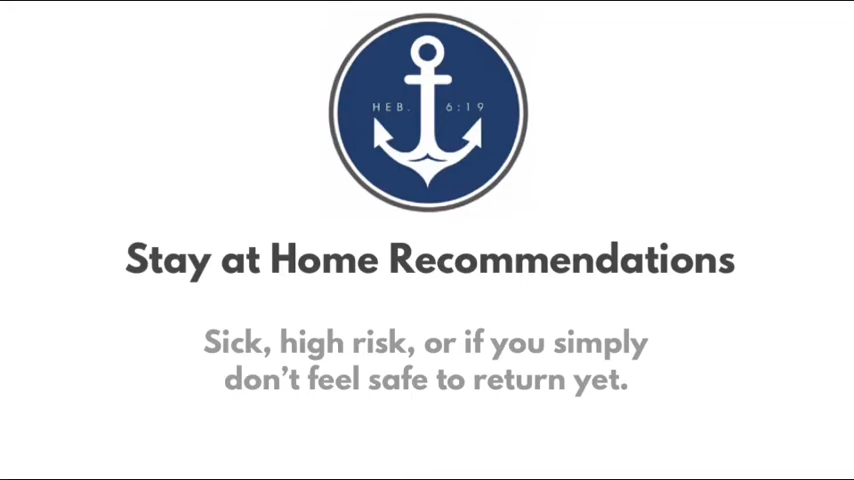 HEB. 6:19
Stay at Home Recommendations
Sick, high risk, or if you simply
don’t feel safe to return yet.